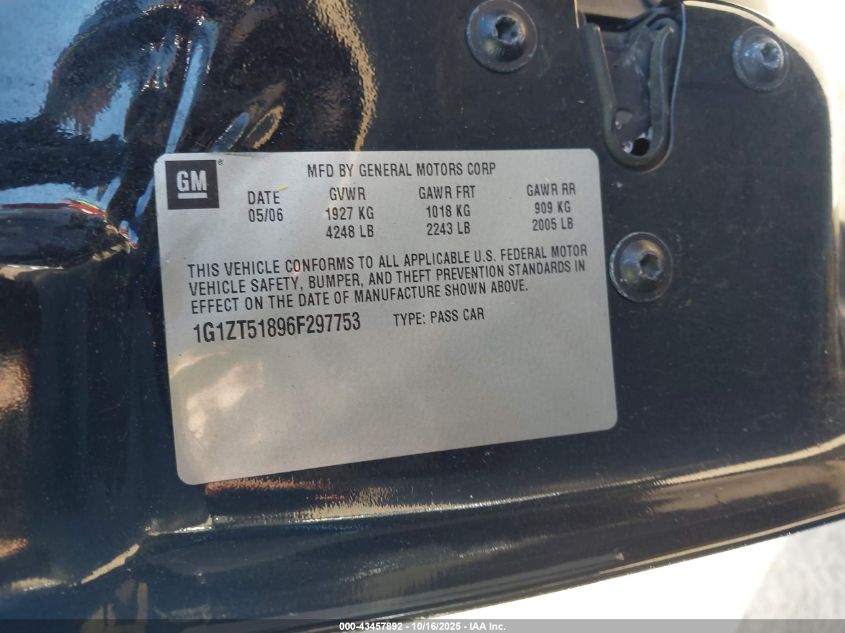 GM
MFD BY GENERAL MOTORS CORP
DATE GVWR GAWR FRT GAWR RR
05/06 1927 KG 1018 KG 909 KG
4248 LB 2243 LB 2005 LB
THIS VEHICLE CONFORMS TO ALL APPLICABLE U.S. FEDERAL MOTOR
VEHICLE SAFETY, BUMPER, AND THEFT PREVENTION STANDARDS IN
EFFECT ON THE DATE OF MANUFACTURE SHOWN ABOVE.
1G1ZT51896F297753 TYPE: PASS CAR
#000-43457892 - 10/16/2025 - IAA Inc.